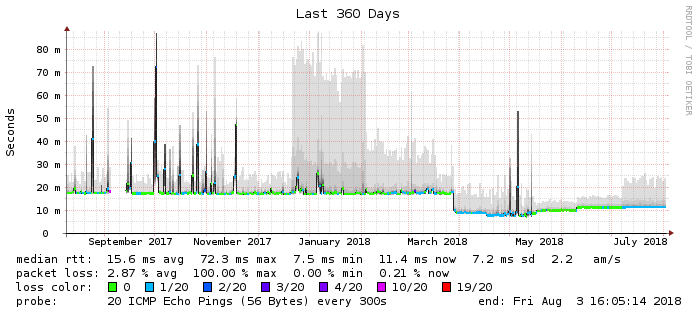 Last 360 Days
RRDTOOL / TOBI OETIKER
Seconds
80 m
70 m
60 m
50 m
40 m
30 m
20 m
10 m
0
September 2017 November 2017 January 2018 March 2018 May 2018 July 2018
median rtt: 15.6 ms avg 72.3 ms max 7.5 ms min 11.4 ms now 7.2 ms sd 2.2 am/s
packet loss: 2.87 % avg 100.00 % max 0.00 % min 0.21 % now
loss color: 0 1/20 2/20 3/20 4/20 10/20 19/20
probe: 20 ICMP Echo Pings (56 Bytes) every 300s end: Fri Aug 3 16:05:14 2018